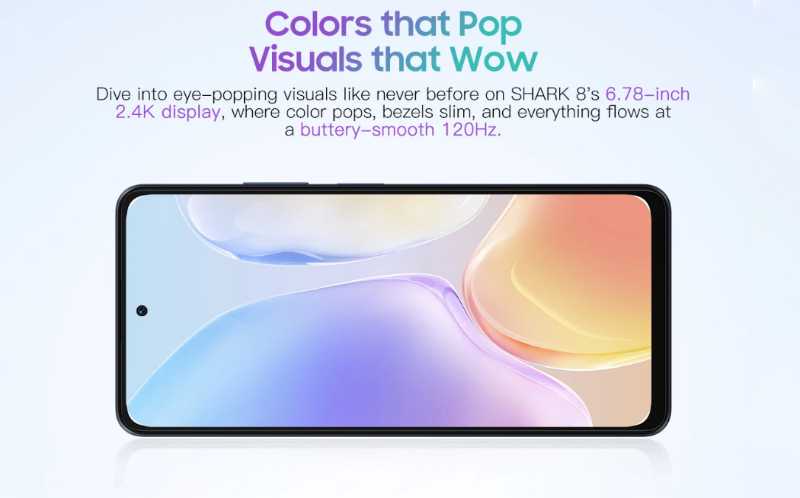 Colors that Pop
Visuals that Wow
Dive into eye-popping visuals like never before on SHARK 8's 6.78-inch
2.4K display, where color pops, bezels slim, and everything flows at
a buttery-smooth 120Hz.